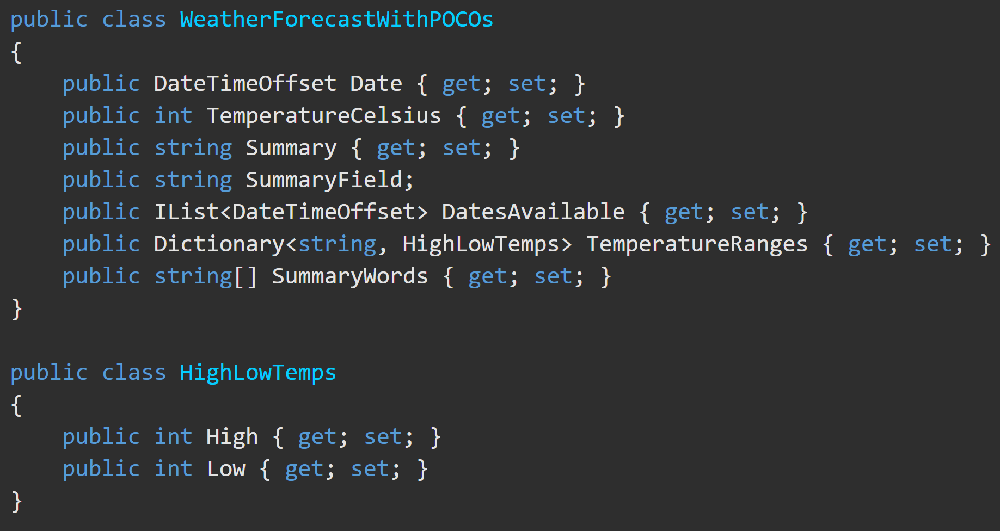 public class WeatherForecastWithPOCOs
{
    public DateTimeOffset Date { get; set; }
    public int TemperatureCelsius { get; set; }
    public string Summary { get; set; }
    public string SummaryField;
    public IList<DateTimeOffset> DatesAvailable { get; set; }
    public Dictionary<string, HighLowTemps> TemperatureRanges { get; set; }
    public string[] SummaryWords { get; set; }
}

public class HighLowTemps
{
    public int High { get; set; }
    public int Low { get; set; }
}